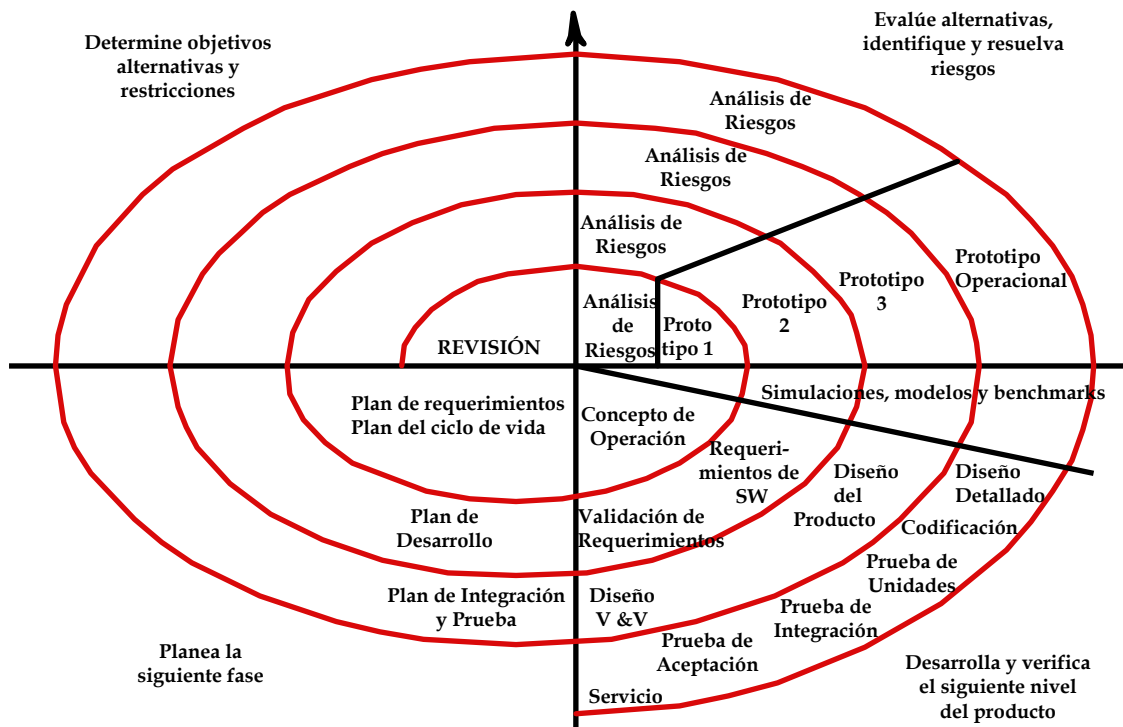 Determine objetivos
alternativas y
restricciones
Evalúe alternativas,
identifique y resuelva
riesgos
Análisis de
Riesgos
Análisis de
Riesgos
Análisis de
Riesgos
Análisis
de
Riesgos
Proto
tipo 1
Prototipo
2
Prototipo
3
Prototipo
Operacional
REVISIÓN
Simulaciones, modelos y benchmarks
Plan de requerimientos
Plan del ciclo de vida
Concepto de
Operación
Requeri-
mientos de
SW
Diseño
del
Producto
Diseño
Detallado
Codificación
Plan de
Desarrollo
Validación de
Requerimientos
Prueba de
Unidades
Plan de Integración
y Prueba
Diseño
V &V
Prueba de
Integración
Prueba de
Aceptación
Servicio
Planea la
siguiente fase
Desarrolla y verifica
el siguiente nivel
del producto